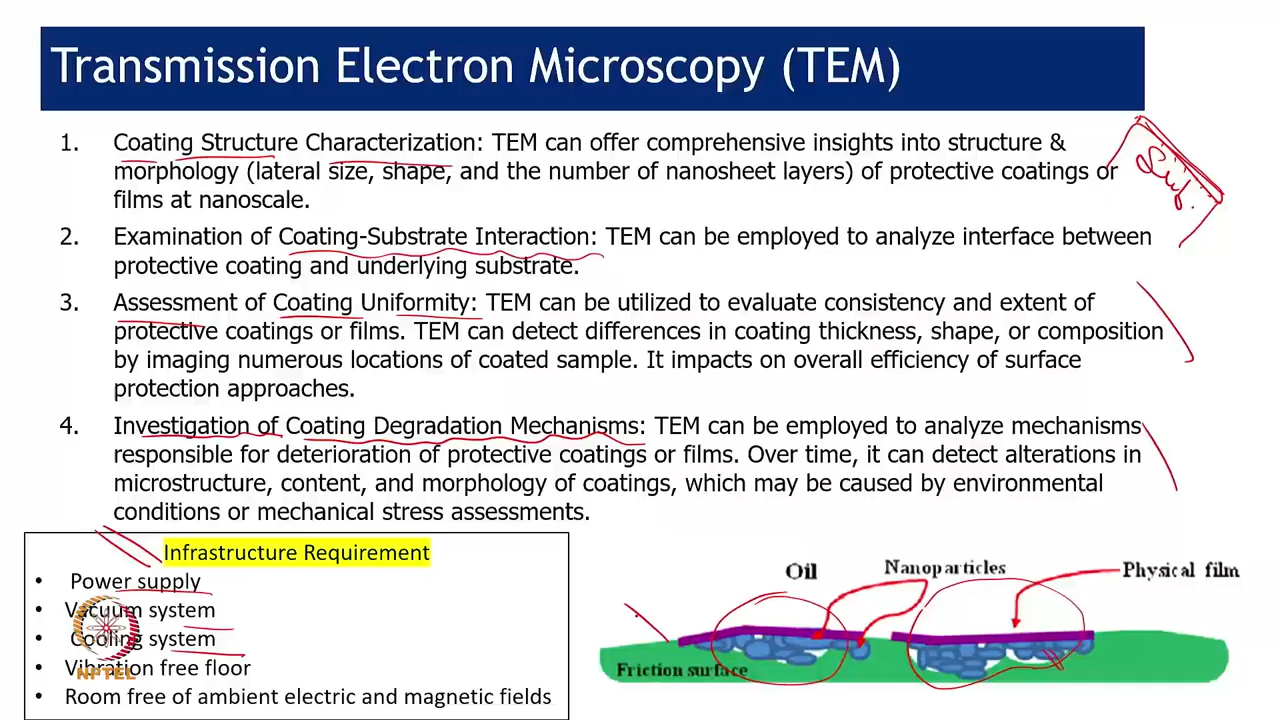 Transmission Electron Microscopy (TEM)
1. Coating Structure Characterization: TEM can offer comprehensive insights into structure &
morphology (lateral size, shape, and the number of nanosheet layers) of protective coatings or
films at nanoscale.
2. Examination of Coating-Substrate Interaction: TEM can be employed to analyze interface between
protective coating and underlying substrate.
3. Assessment of Coating Uniformity: TEM can be utilized to evaluate consistency and extent of
protective coatings or films. TEM can detect differences in coating thickness, shape, or composition
by imaging numerous locations of coated sample. It impacts on overall efficiency of surface
protection approaches.
4. Investigation of Coating Degradation Mechanisms: TEM can be employed to analyze mechanisms
responsible for deterioration of protective coatings or films. Over time, it can detect alterations in
microstructure, content, and morphology of coatings, which may be caused by environmental
conditions or mechanical stress assessments.
Infrastructure Requirement
• Power supply
• Vacuum system
• Cooling system
• Vibration free floor
• Room free of ambient electric and magnetic fields
NPTEL
Oil
Nanoparticles
Physical film
Friction surface